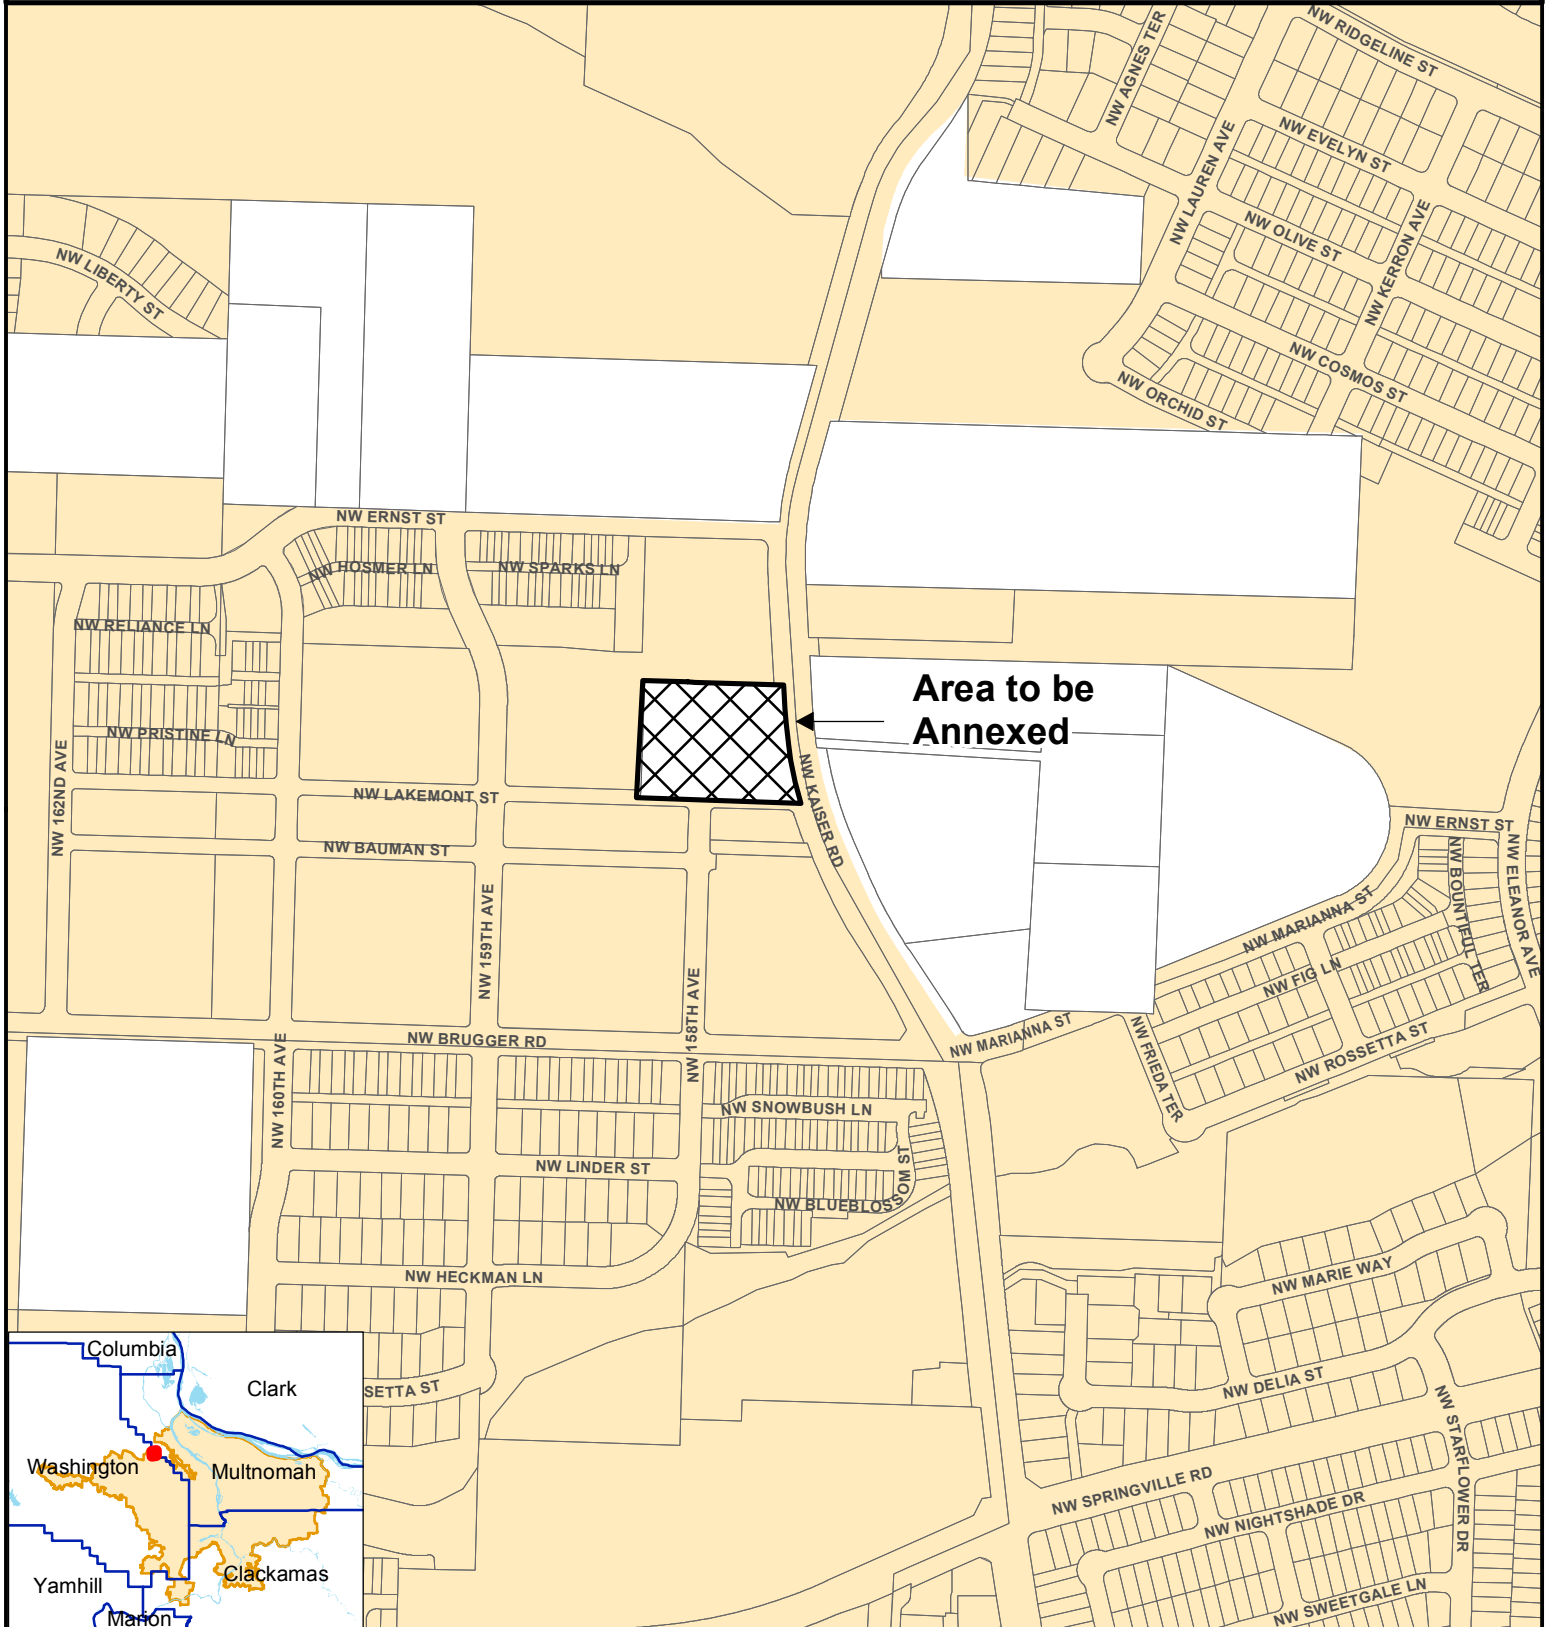 NW RIDGELINE ST
NW AGNES TER
NW EVELYN ST
NW LAUREN AVE
NW OLIVE ST
NW KERRON AVE
NW LIBERTY ST
NW COSMOS ST
NW ORCHID ST
NW ERNST ST
NW HOSMER LN
NW SPARKS LN
NW RELIANCE LN
Area to be
Annexed
NW PRISTINE LN
NW 162ND AVE
NW LAKEMONT ST
NW KAISER RD
NW BAUMAN ST
NW ERNST ST
NW BOUNTIFUL TER
NW ELEANOR AVE
NW 159TH AVE
NW MARIANNA ST
NW FIG LN
NW 158TH AVE
NW BRUGGER RD
NW MARIANNA ST
NW 160TH AVE
NW FRIEDA TER
NW ROSSETTA ST
NW SNOWBUSH LN
NW LINDER ST
NW BLUEBLOSSOM ST
NW HECKMAN LN
NW MARIE WAY
Columbia
Clark
SETTA ST
NW DELIA ST
NW STARFLOWER DR
Washington
Multnomah
NW SPRINGVILLE RD
NW NIGHTSHADE DR
Clackamas
Yamhill
NW SWEETGALE LN
Marion